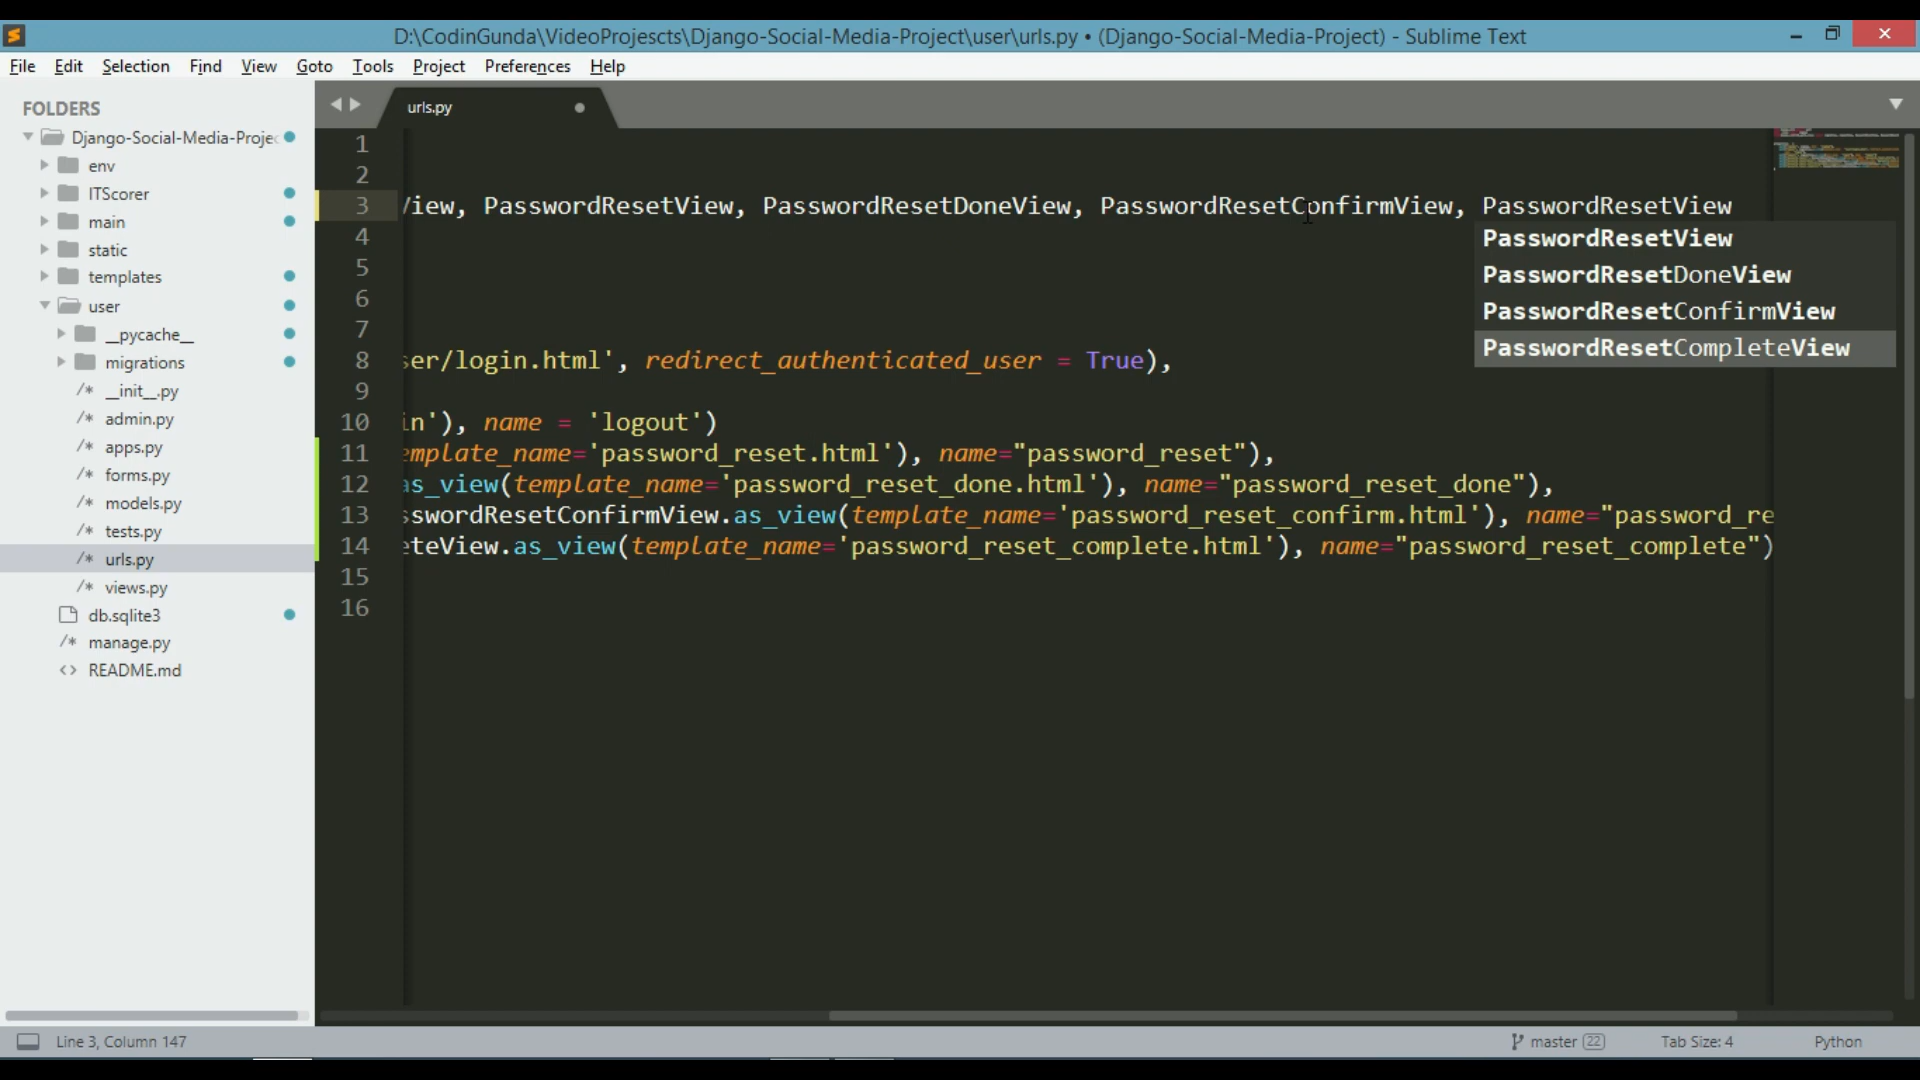 D:\CodinGunda\VideoProjescts\Django-Social-Media-Project\user\urls.py • (Django-Social-Media-Project) - Sublime Text
File Edit Selection Find View Goto Tools Project Preferences Help
FOLDERS
Django-Social-Media-Projec
env
ITScorer
main
static
templates
user
__pycache__
migrations
/* __init__.py
/* admin.py
/* apps.py
/* forms.py
/* models.py
/* tests.py
/* urls.py
/* views.py
db.sqlite3
/* manage.py
<> README.md
urls.py
1
2
3 View, PasswordResetView, PasswordResetDoneView, PasswordResetConfirmView, PasswordResetView
PasswordResetView
PasswordResetDoneView
PasswordResetConfirmView
PasswordResetCompleteView
4
5
6
7
8 ser/login.html', redirect_authenticated_user = True),
9
10 in'), name = 'logout')
11 emplate_name='password_reset.html'), name="password_reset"),
12 as_view(template_name='password_reset_done.html'), name="password_reset_done"),
13 sswordResetConfirmView.as_view(template_name='password_reset_confirm.html'), name="password_re
14 eteView.as_view(template_name='password_reset_complete.html'), name="password_reset_complete")
15
16
Line 3, Column 147
master 22
Tab Size: 4
Python